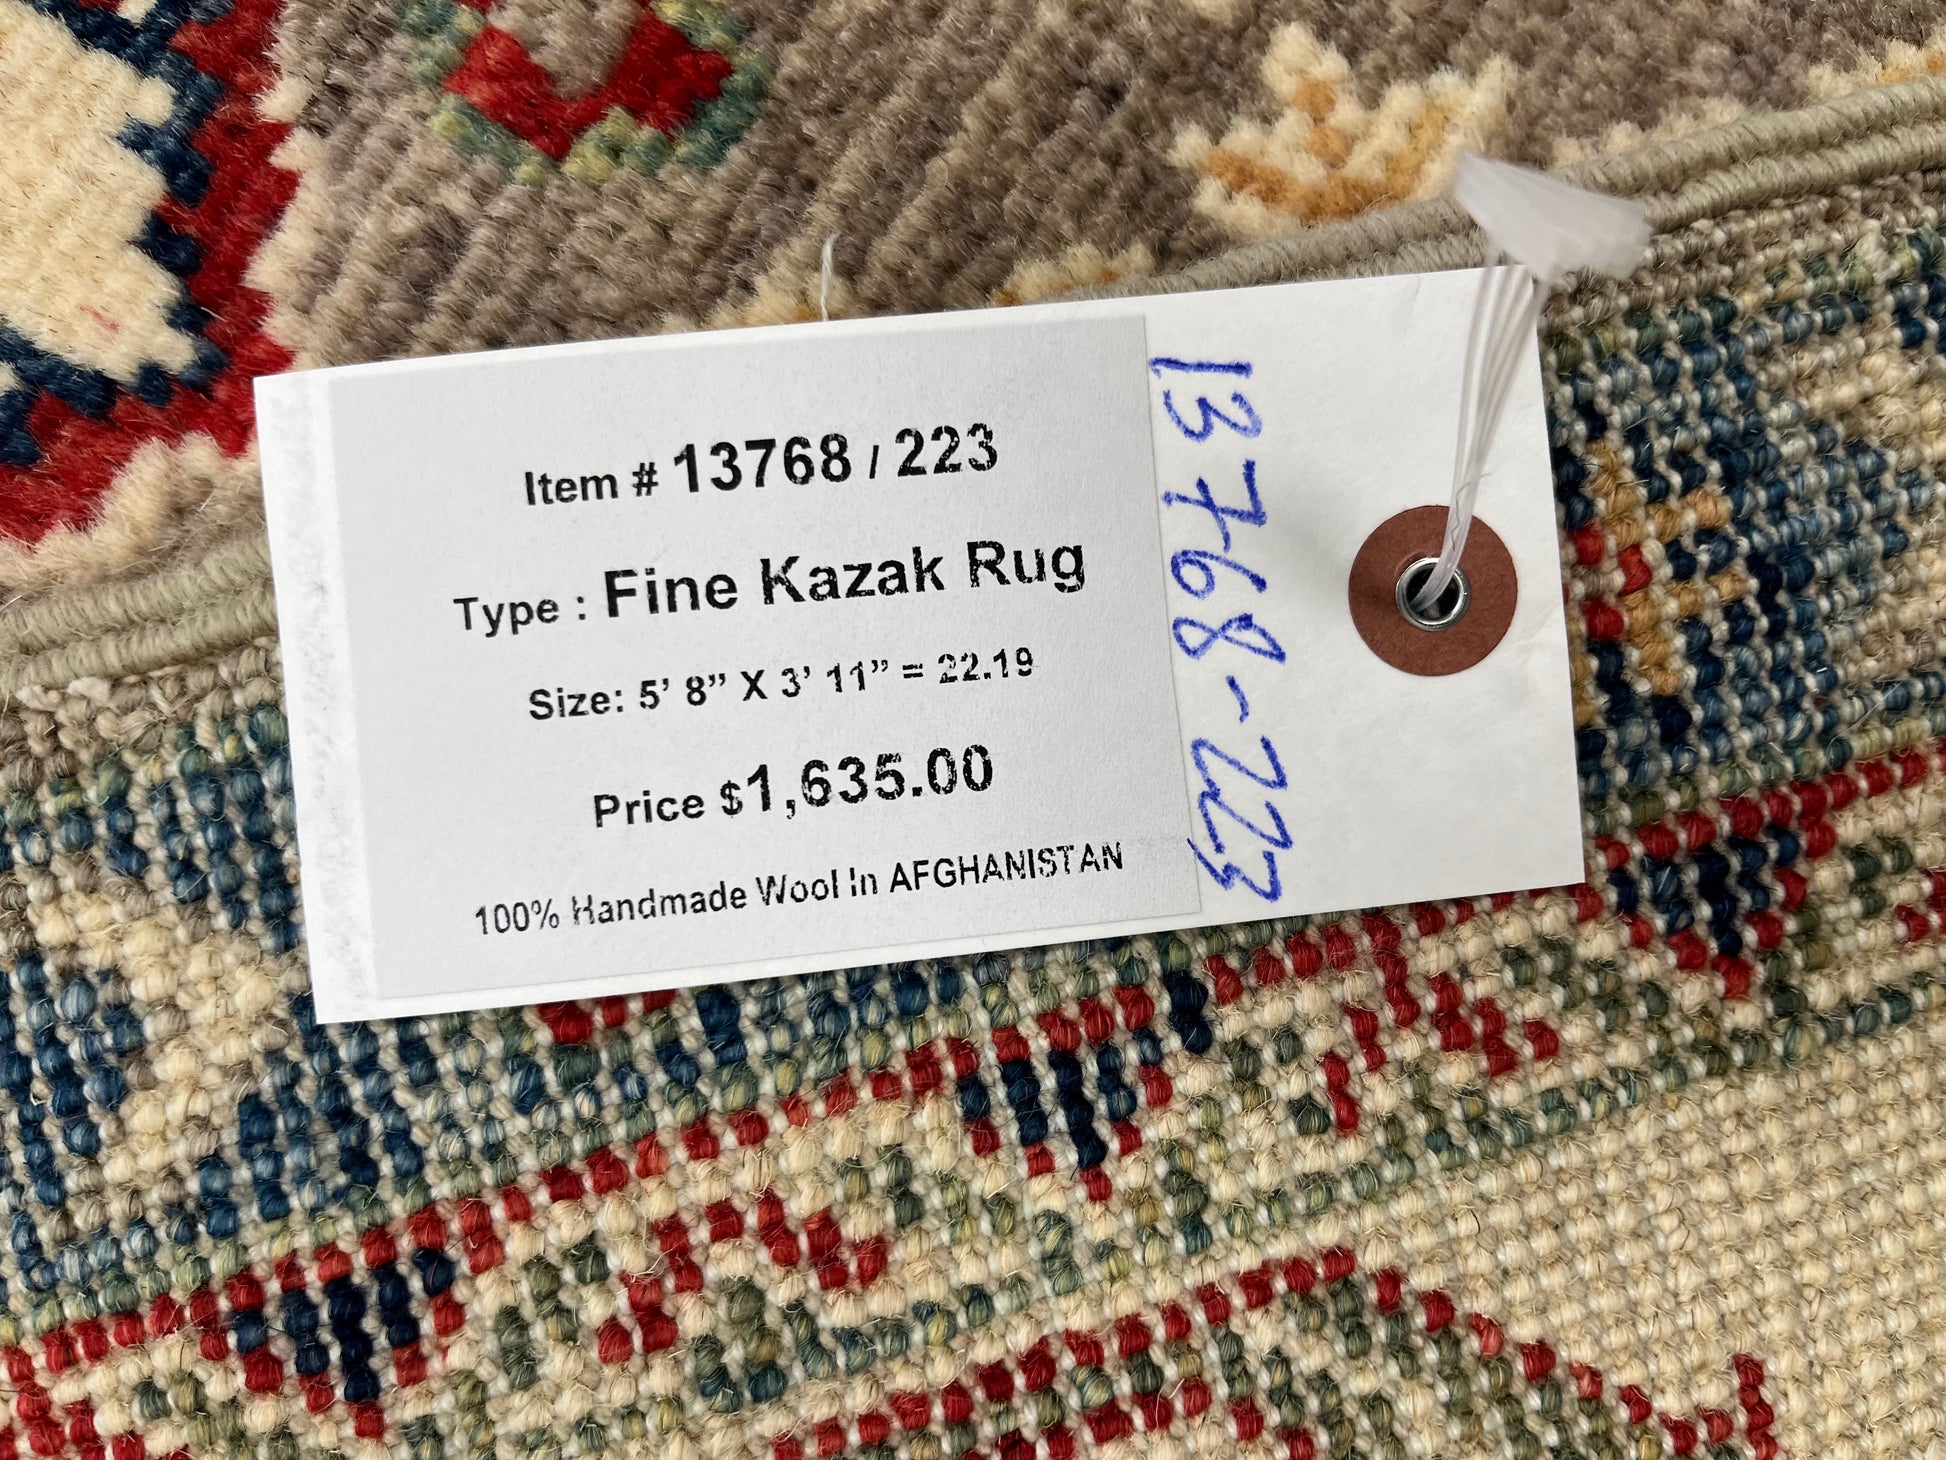 Item # 13768 / 223
Type : Fine Kazak Rug
Size: 5’ 8” X 3’ 11” = 22.19
Price $1,635.00
100% Handmade Wool In AFGHANISTAN
13768-223